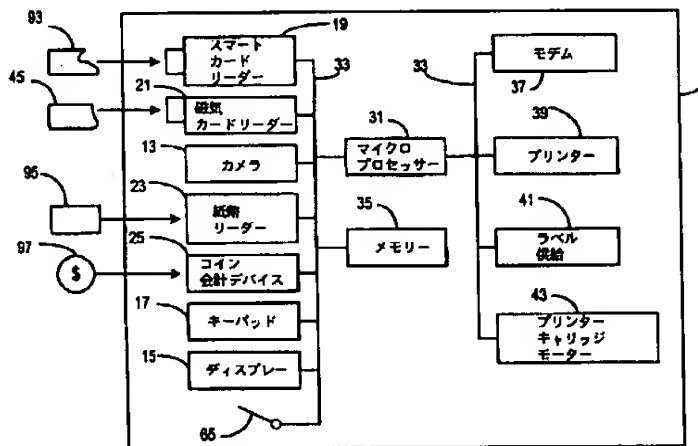 93
45
95
97
$
19
スマート
カード
リーダー
21
磁気
カードリーダー
13
カメラ
23
紙幣
リーダー
25
コイン
会計デバイス
17
キーパッド
15
ディスプレー
65
33
31
マイクロ
プロセッサー
35
メモリー
33
モデム
37
39
プリンター
41
ラベル
供給
43
プリンター
キャリッジ
モーター